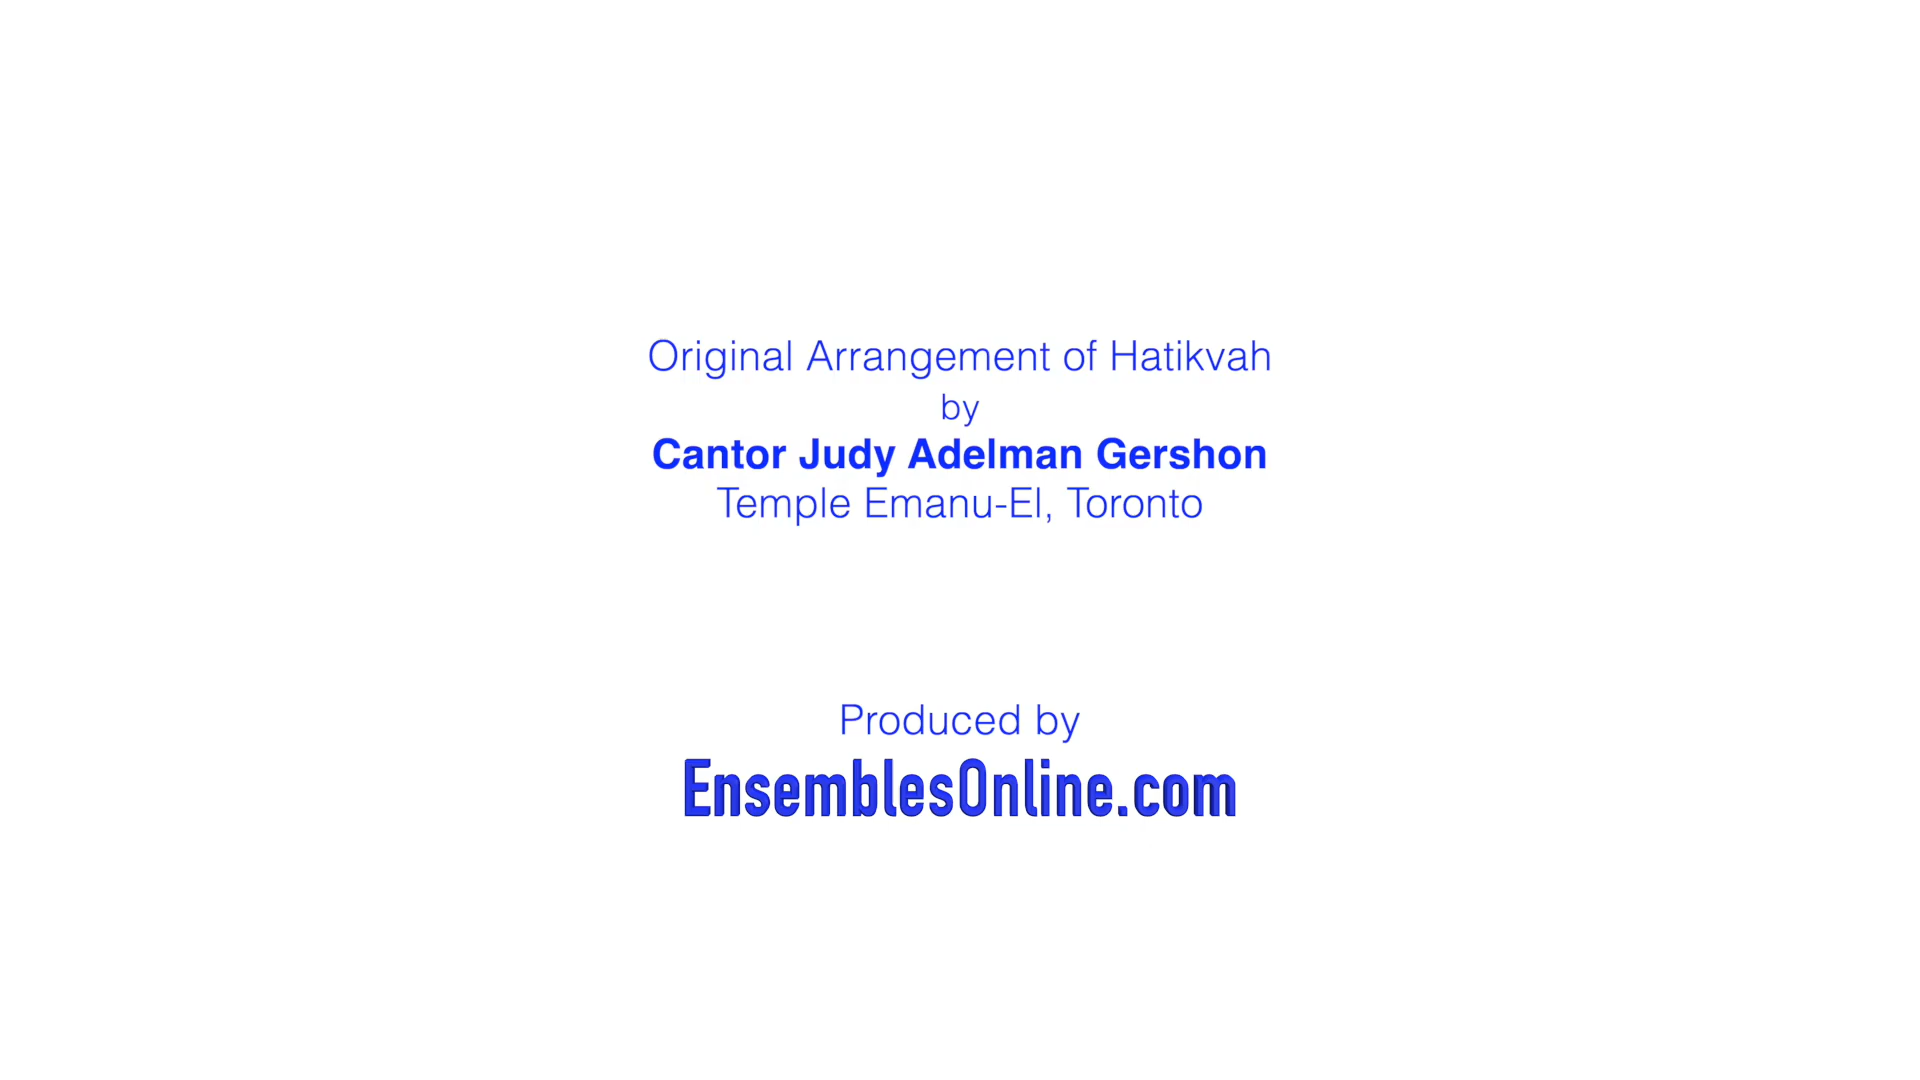 Original Arrangement of Hatikvah
by
Cantor Judy Adelman Gershon
Temple Emanu-El, Toronto
Produced by
EnsemblesOnline.com